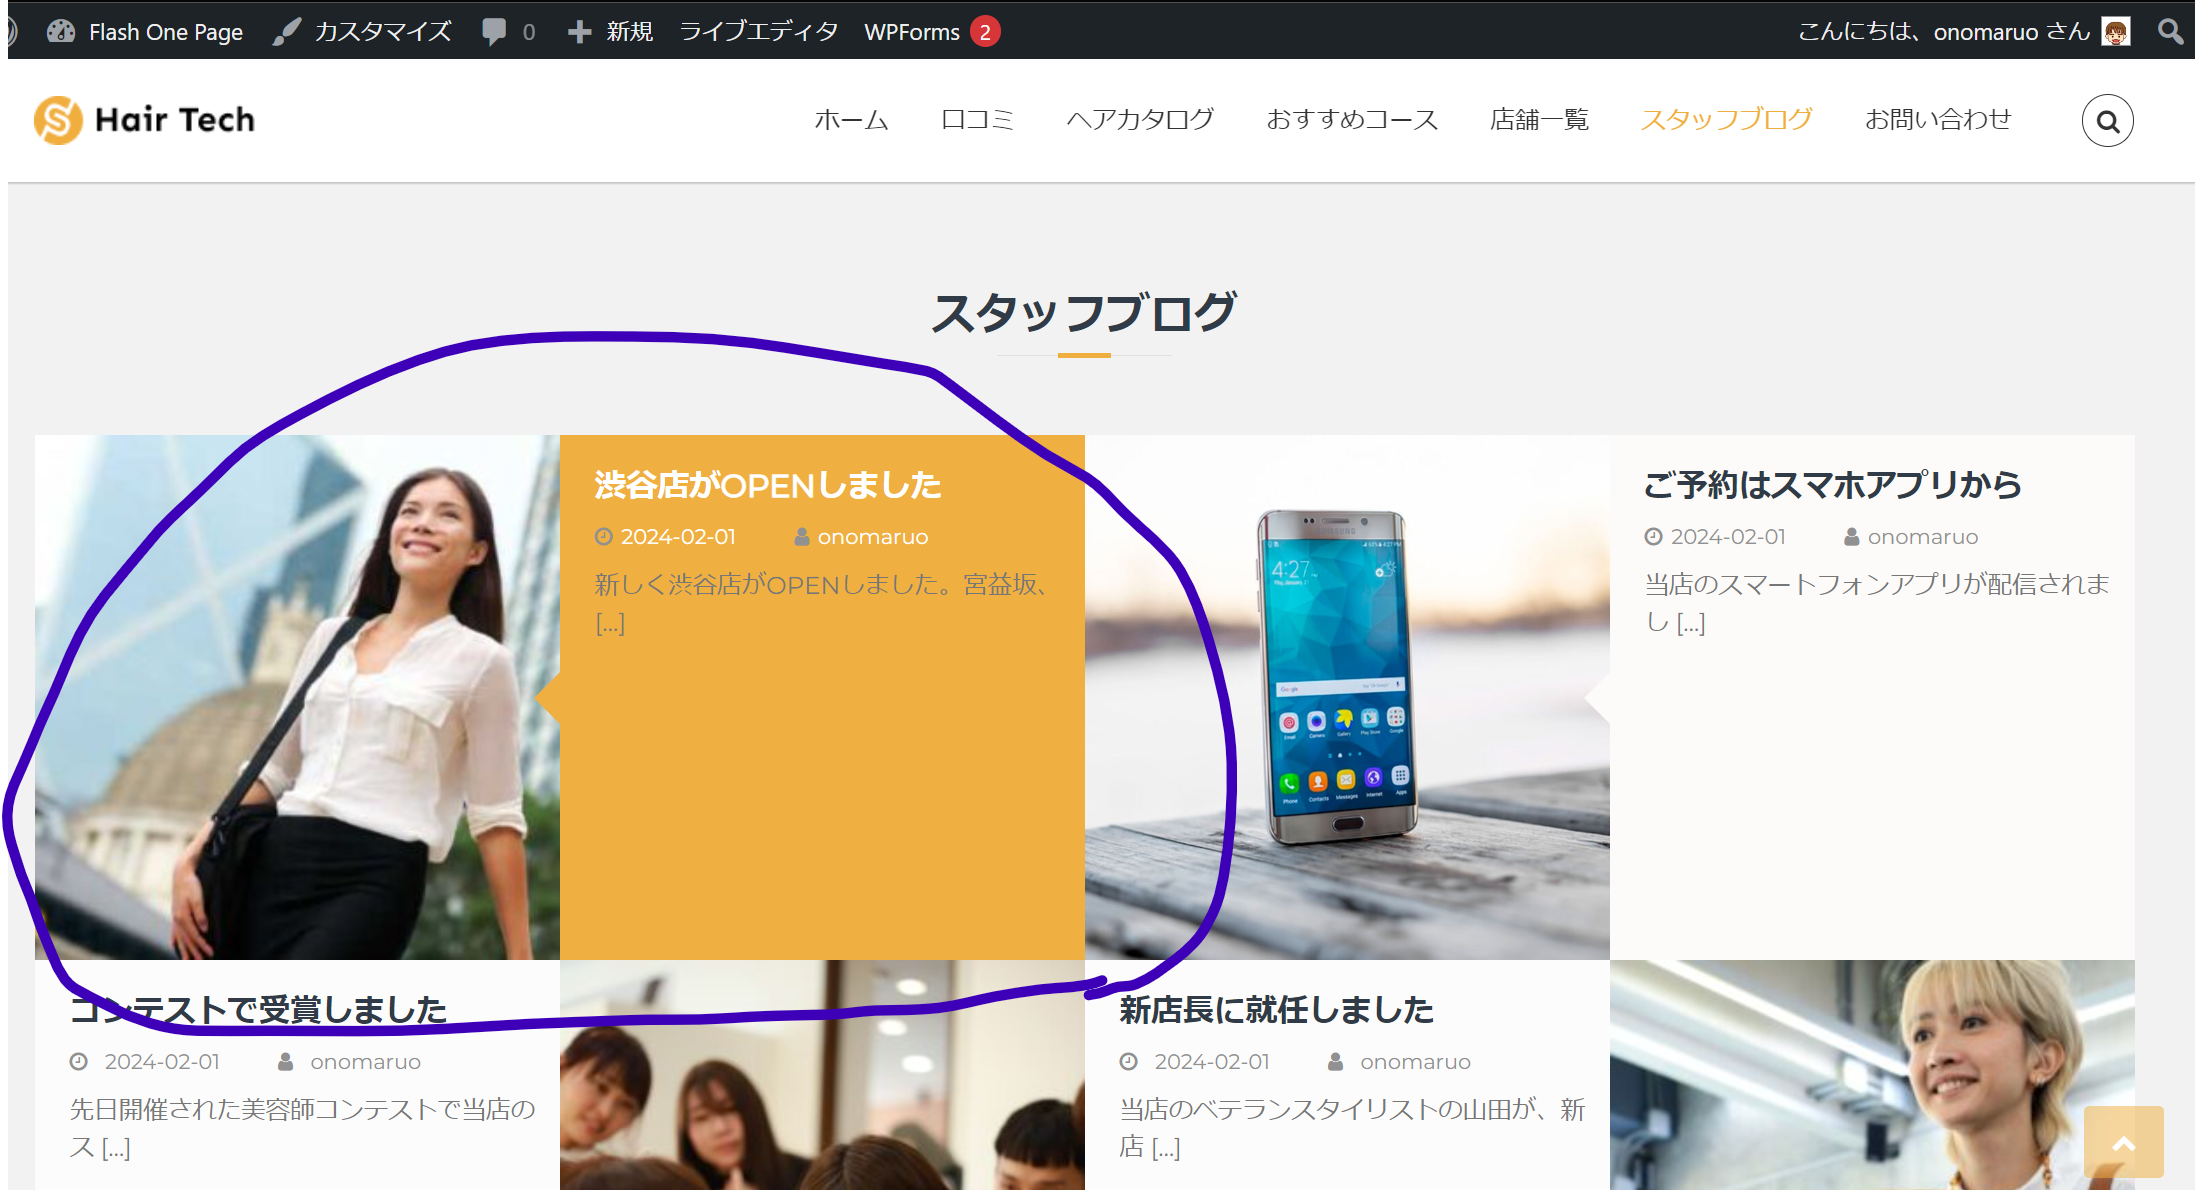 Flash One Page カスタマイズ 0 新規 ライブエディタ WPForms 2 こんにちは、onomaruo さん
S Hair Tech ホーム 口コミ ヘアカタログ おすすめコース 店舗一覧 スタッフブログ お問い合わせ
スタッフブログ
渋谷店がOPENしました
2024-02-01 onomaruo
新しく渋谷店がOPENしました。宮益坂、
[...]
4:27
Google
Phone Contacts Messages Internet Apps
ご予約はスマホアプリから
2024-02-01 onomaruo
当店のスマートフォンアプリが配信されま
し [...]
コンテストで受賞しました
2024-02-01 onomaruo
先日開催された美容師コンテストで当店の
ス [...]
新店長に就任しました
2024-02-01 onomaruo
当店のベテランスタイリストの山田が、新
店 [...]